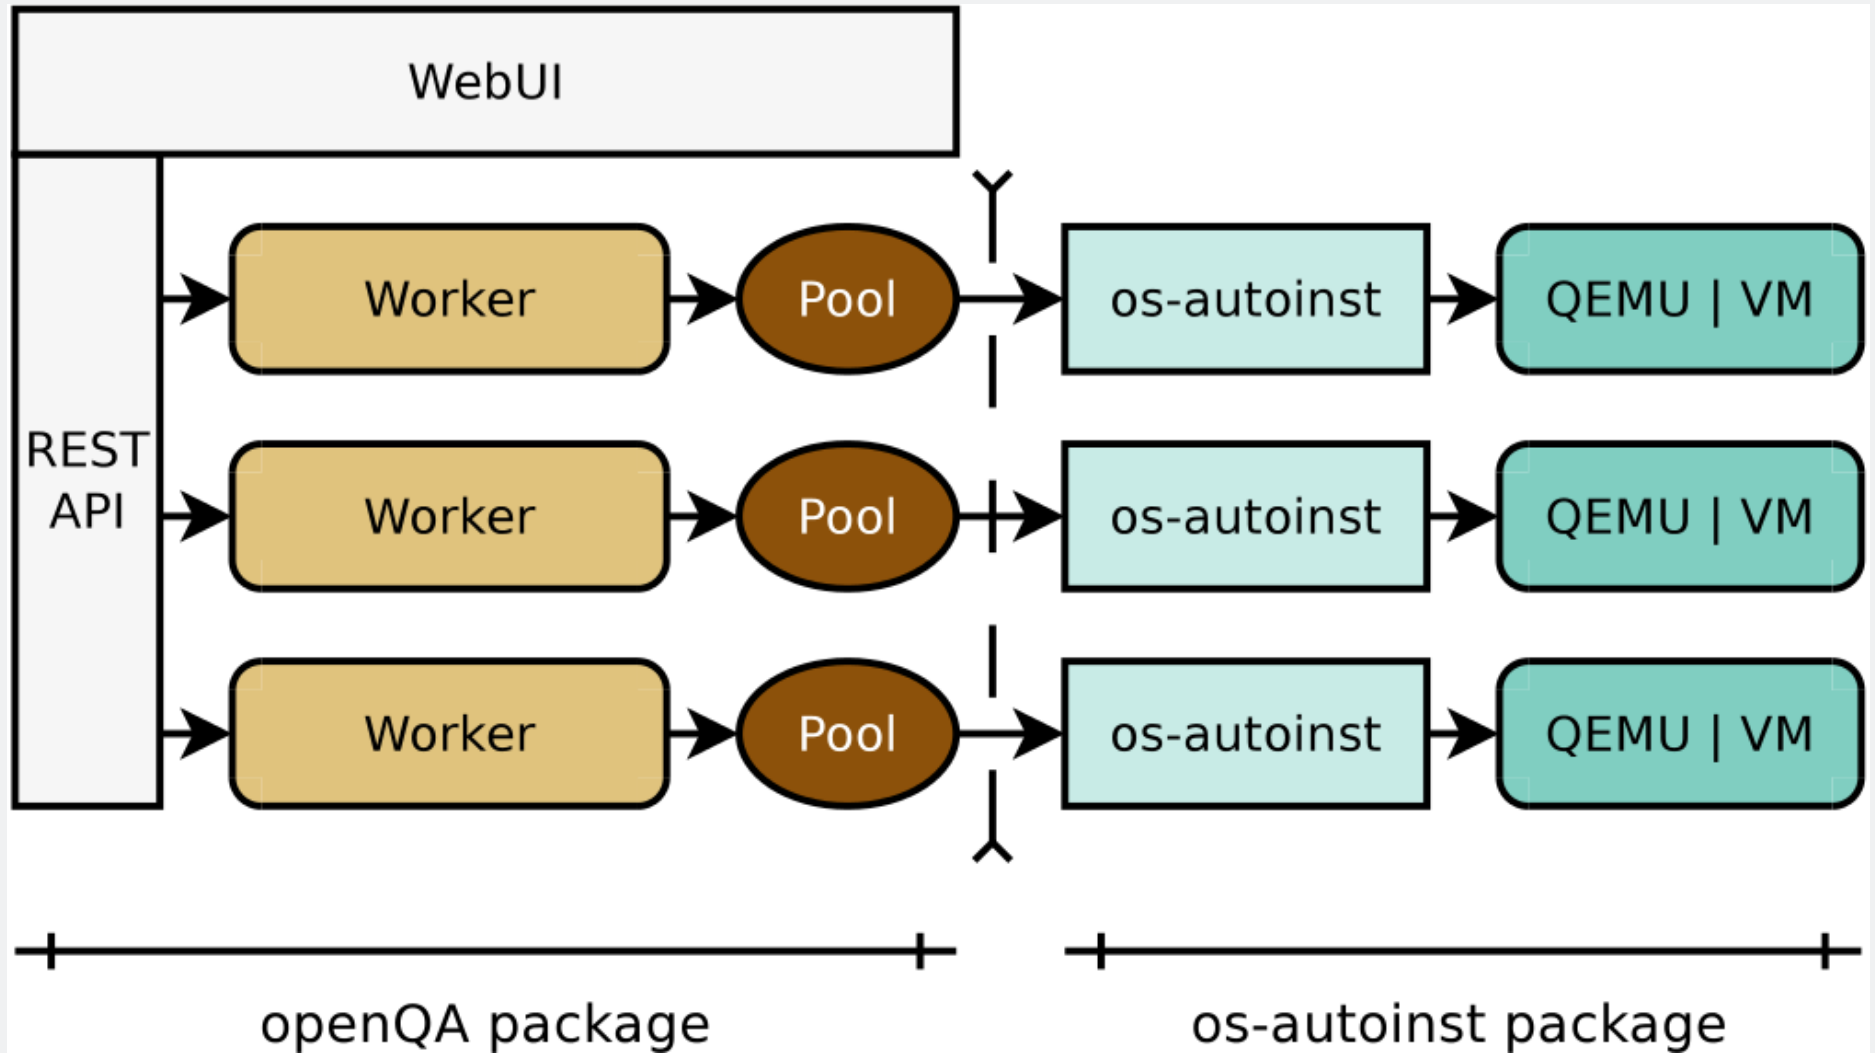 WebUI
REST
API
Worker
Pool
os-autoinst
QEMU | VM
Worker
Pool
os-autoinst
QEMU | VM
Worker
Pool
os-autoinst
QEMU | VM
openQA package
os-autoinst package